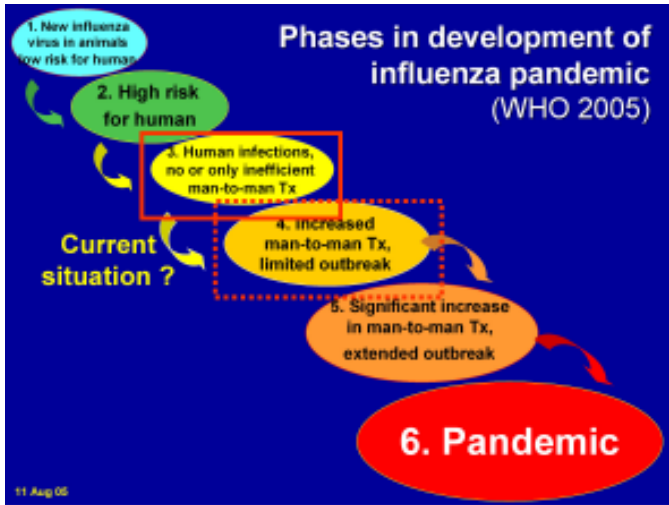 Phases in development of
influenza pandemic
(WHO 2005)
1. New influenza
virus in animals
low risk for human
2. High risk
for human
3. Human infections,
no or only inefficient
man-to-man Tx
4. Increased
man-to-man Tx,
limited outbreak
Current
situation ?
5. Significant increase
in man-to-man Tx,
extended outbreak
6. Pandemic
11 Aug 05